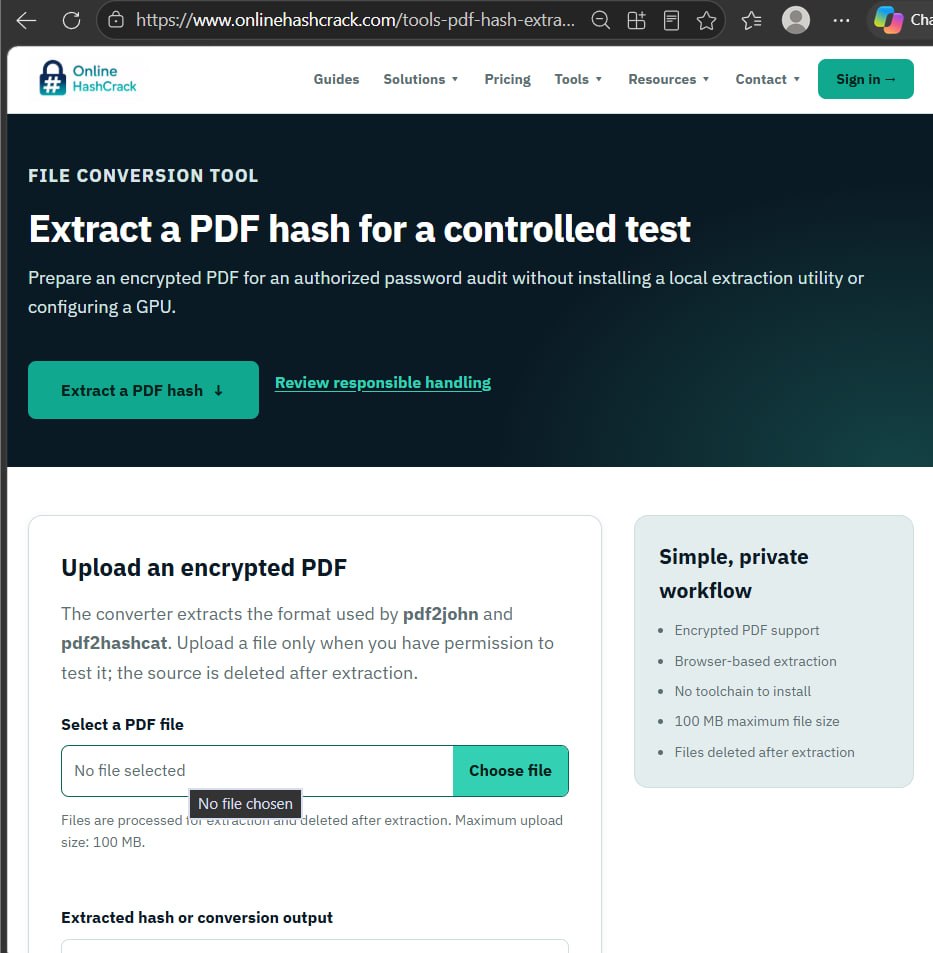 https://www.onlinehashcrack.com/tools-pdf-hash-extra...
Cha
Online
HashCrack
Guides
Solutions
Pricing
Tools
Resources
Contact
Sign in →
FILE CONVERSION TOOL
Extract a PDF hash for a controlled test
Prepare an encrypted PDF for an authorized password audit without installing a local extraction utility or
configuring a GPU.
Extract a PDF hash ↓
Review responsible handling
Upload an encrypted PDF
The converter extracts the format used by pdf2john and
pdf2hashcat. Upload a file only when you have permission to
test it; the source is deleted after extraction.
Select a PDF file
No file selected
Choose file
No file chosen
Files are processed for extraction and deleted after extraction. Maximum upload
size: 100 MB.
Extracted hash or conversion output
Simple, private
workflow
• Encrypted PDF support
• Browser-based extraction
• No toolchain to install
• 100 MB maximum file size
• Files deleted after extraction